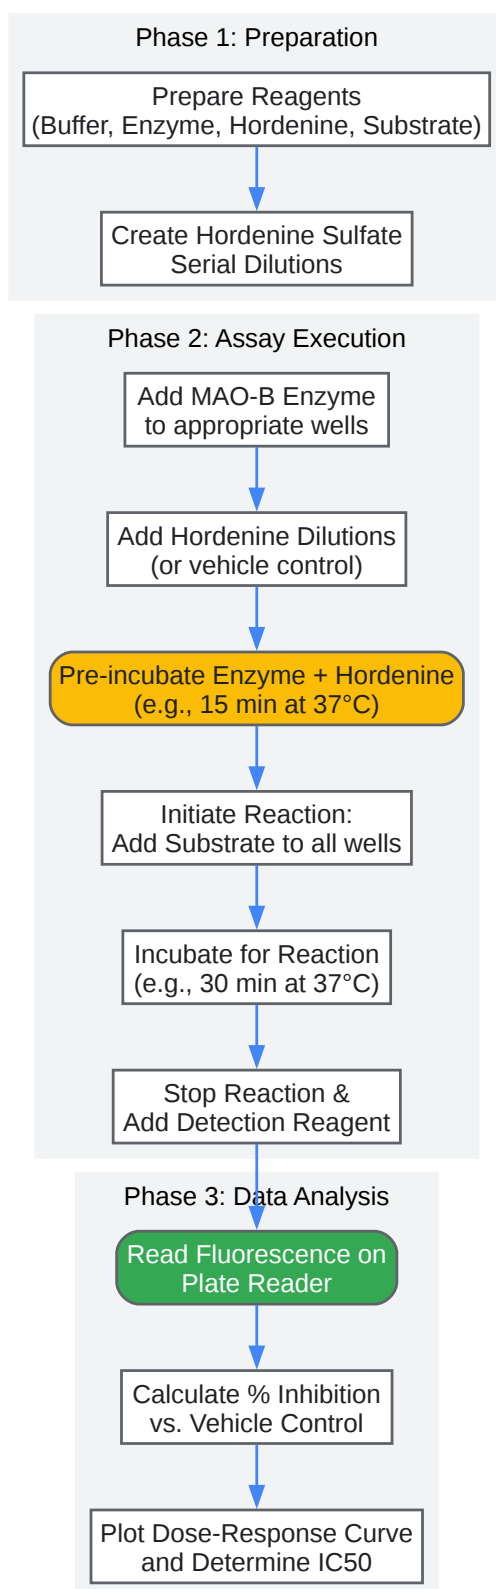 Phase 1: Preparation
Prepare Reagents
(Buffer, Enzyme, Hordenine, Substrate)
Create Hordenine Sulfate
Serial Dilutions
Phase 2: Assay Execution
Add MAO-B Enzyme
to appropriate wells
Add Hordenine Dilutions
(or vehicle control)
Pre-incubate Enzyme + Hordenine
(e.g., 15 min at 37°C)
Initiate Reaction:
Add Substrate to all wells
Incubate for Reaction
(e.g., 30 min at 37°C)
Stop Reaction &
Add Detection Reagent
Phase 3: Data Analysis
Read Fluorescence on
Plate Reader
Calculate % Inhibition
vs. Vehicle Control
Plot Dose-Response Curve
and Determine IC50